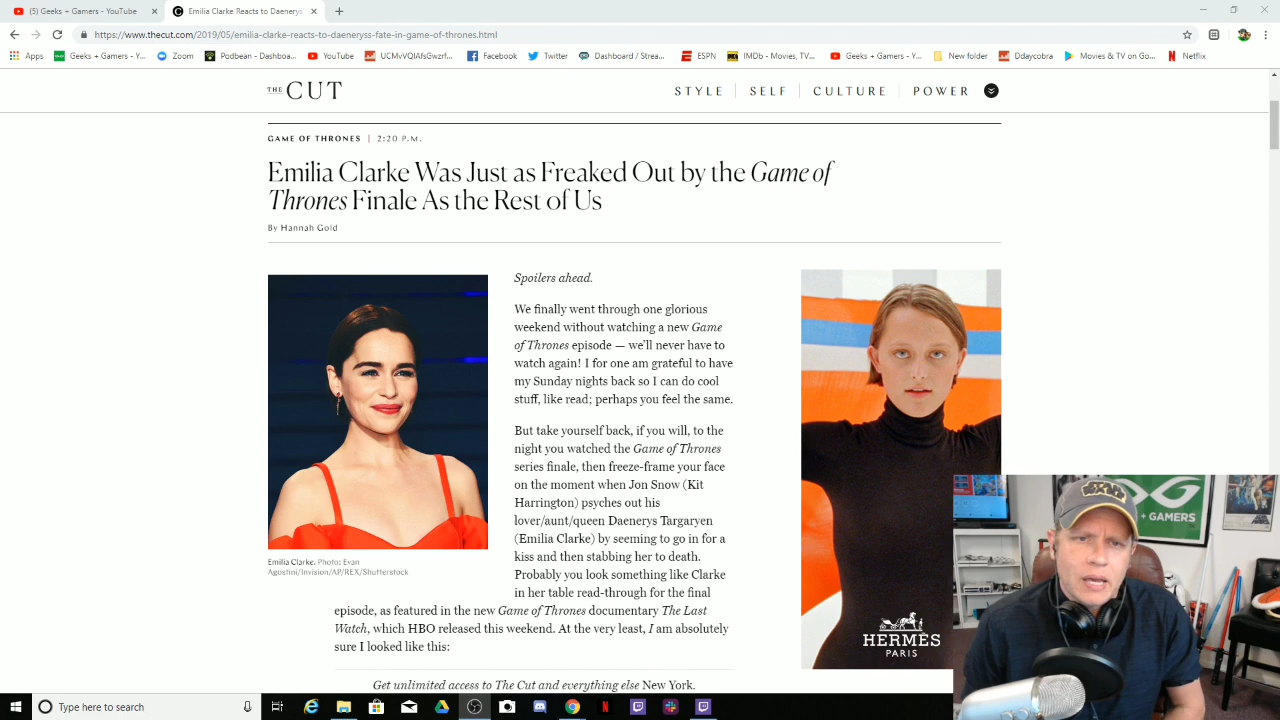 (5) Geeks + Gamers - YouTube
Emilia Clarke Reacts to Daenerys
https://www.thecut.com/2019/05/emilia-clarke-reacts-to-daeneryss-fate-in-game-of-thrones.html
Apps Geeks + Gamers - Y... Zoom Podbean - Dashboa... YouTube UCMvVQIAfsGwzrf... Facebook Twitter Dashboard / Strea... ESPN IMDb - Movies, TV... Geeks + Gamers - Y... New folder Ddaycobra Movies & TV on Go... Netflix
THE CUT
STYLE SELF CULTURE POWER
GAME OF THRONES | 2:20 P.M.
Emilia Clarke Was Just as Freaked Out by the Game of
Thrones Finale As the Rest of Us
By Hannah Gold
Spoilers ahead.
We finally went through one glorious
weekend without watching a new Game
of Thrones episode — we'll never have to
watch again! I for one am grateful to have
my Sunday nights back so I can do cool
stuff, like read; perhaps you feel the same.
But take yourself back, if you will, to the
night you watched the Game of Thrones
series finale, then freeze-frame your face
on the moment when Jon Snow (Kit
Harrington) psyches out his
lover/aunt/queen Daenerys Targaryen
(Emilia Clarke) by seeming to go in for a
kiss and then stabbing her to death.
Probably you look something like Clarke
in her table read-through for the final
episode, as featured in the new Game of Thrones documentary The Last
Watch, which HBO released this weekend. At the very least, I am absolutely
sure I looked like this:
Emilia Clarke. Photo: Evan
Agostini/Invision/AP/REX/Shutterstock
Get unlimited access to The Cut and everything else New York.
HERMÈS
PARIS
+ GAMERS
Type here to search